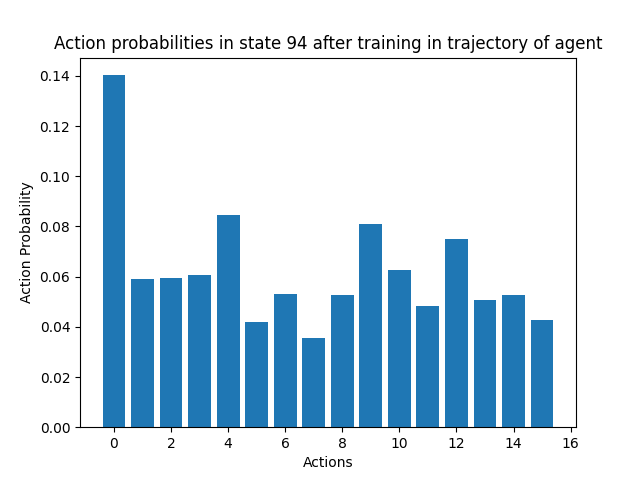 Action probabilities in state 94 after training in trajectory of agent
0.14
0.12
0.10
0.08
0.06
0.04
0.02
0.00
Action Probability
0 2 4 6 8 10 12 14 16
Actions